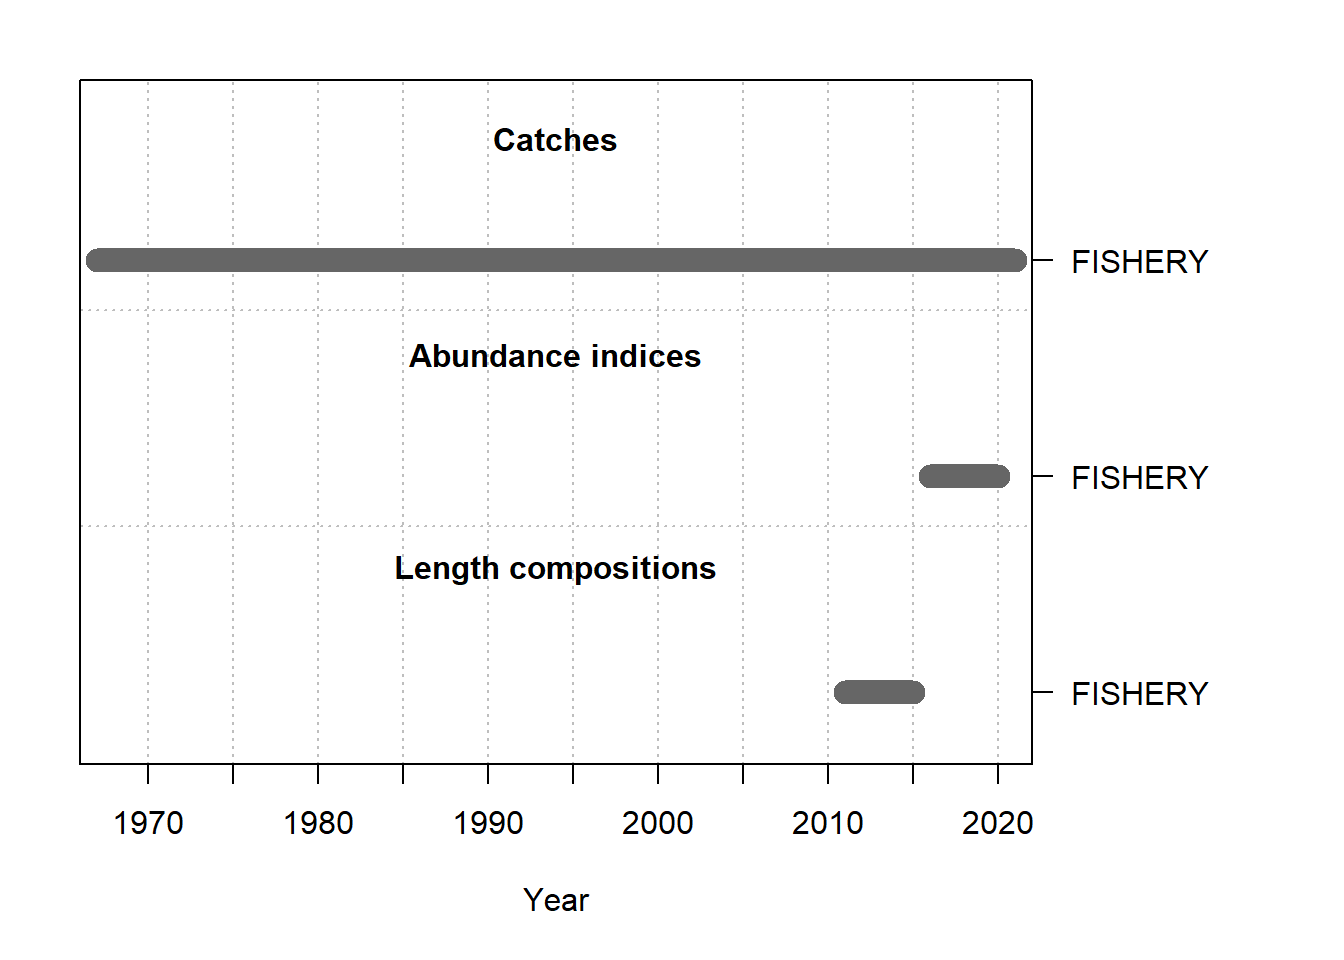 Catches
FISHERY
Abundance indices
FISHERY
Length compositions
FISHERY
1970 1980 1990 2000 2010 2020
Year